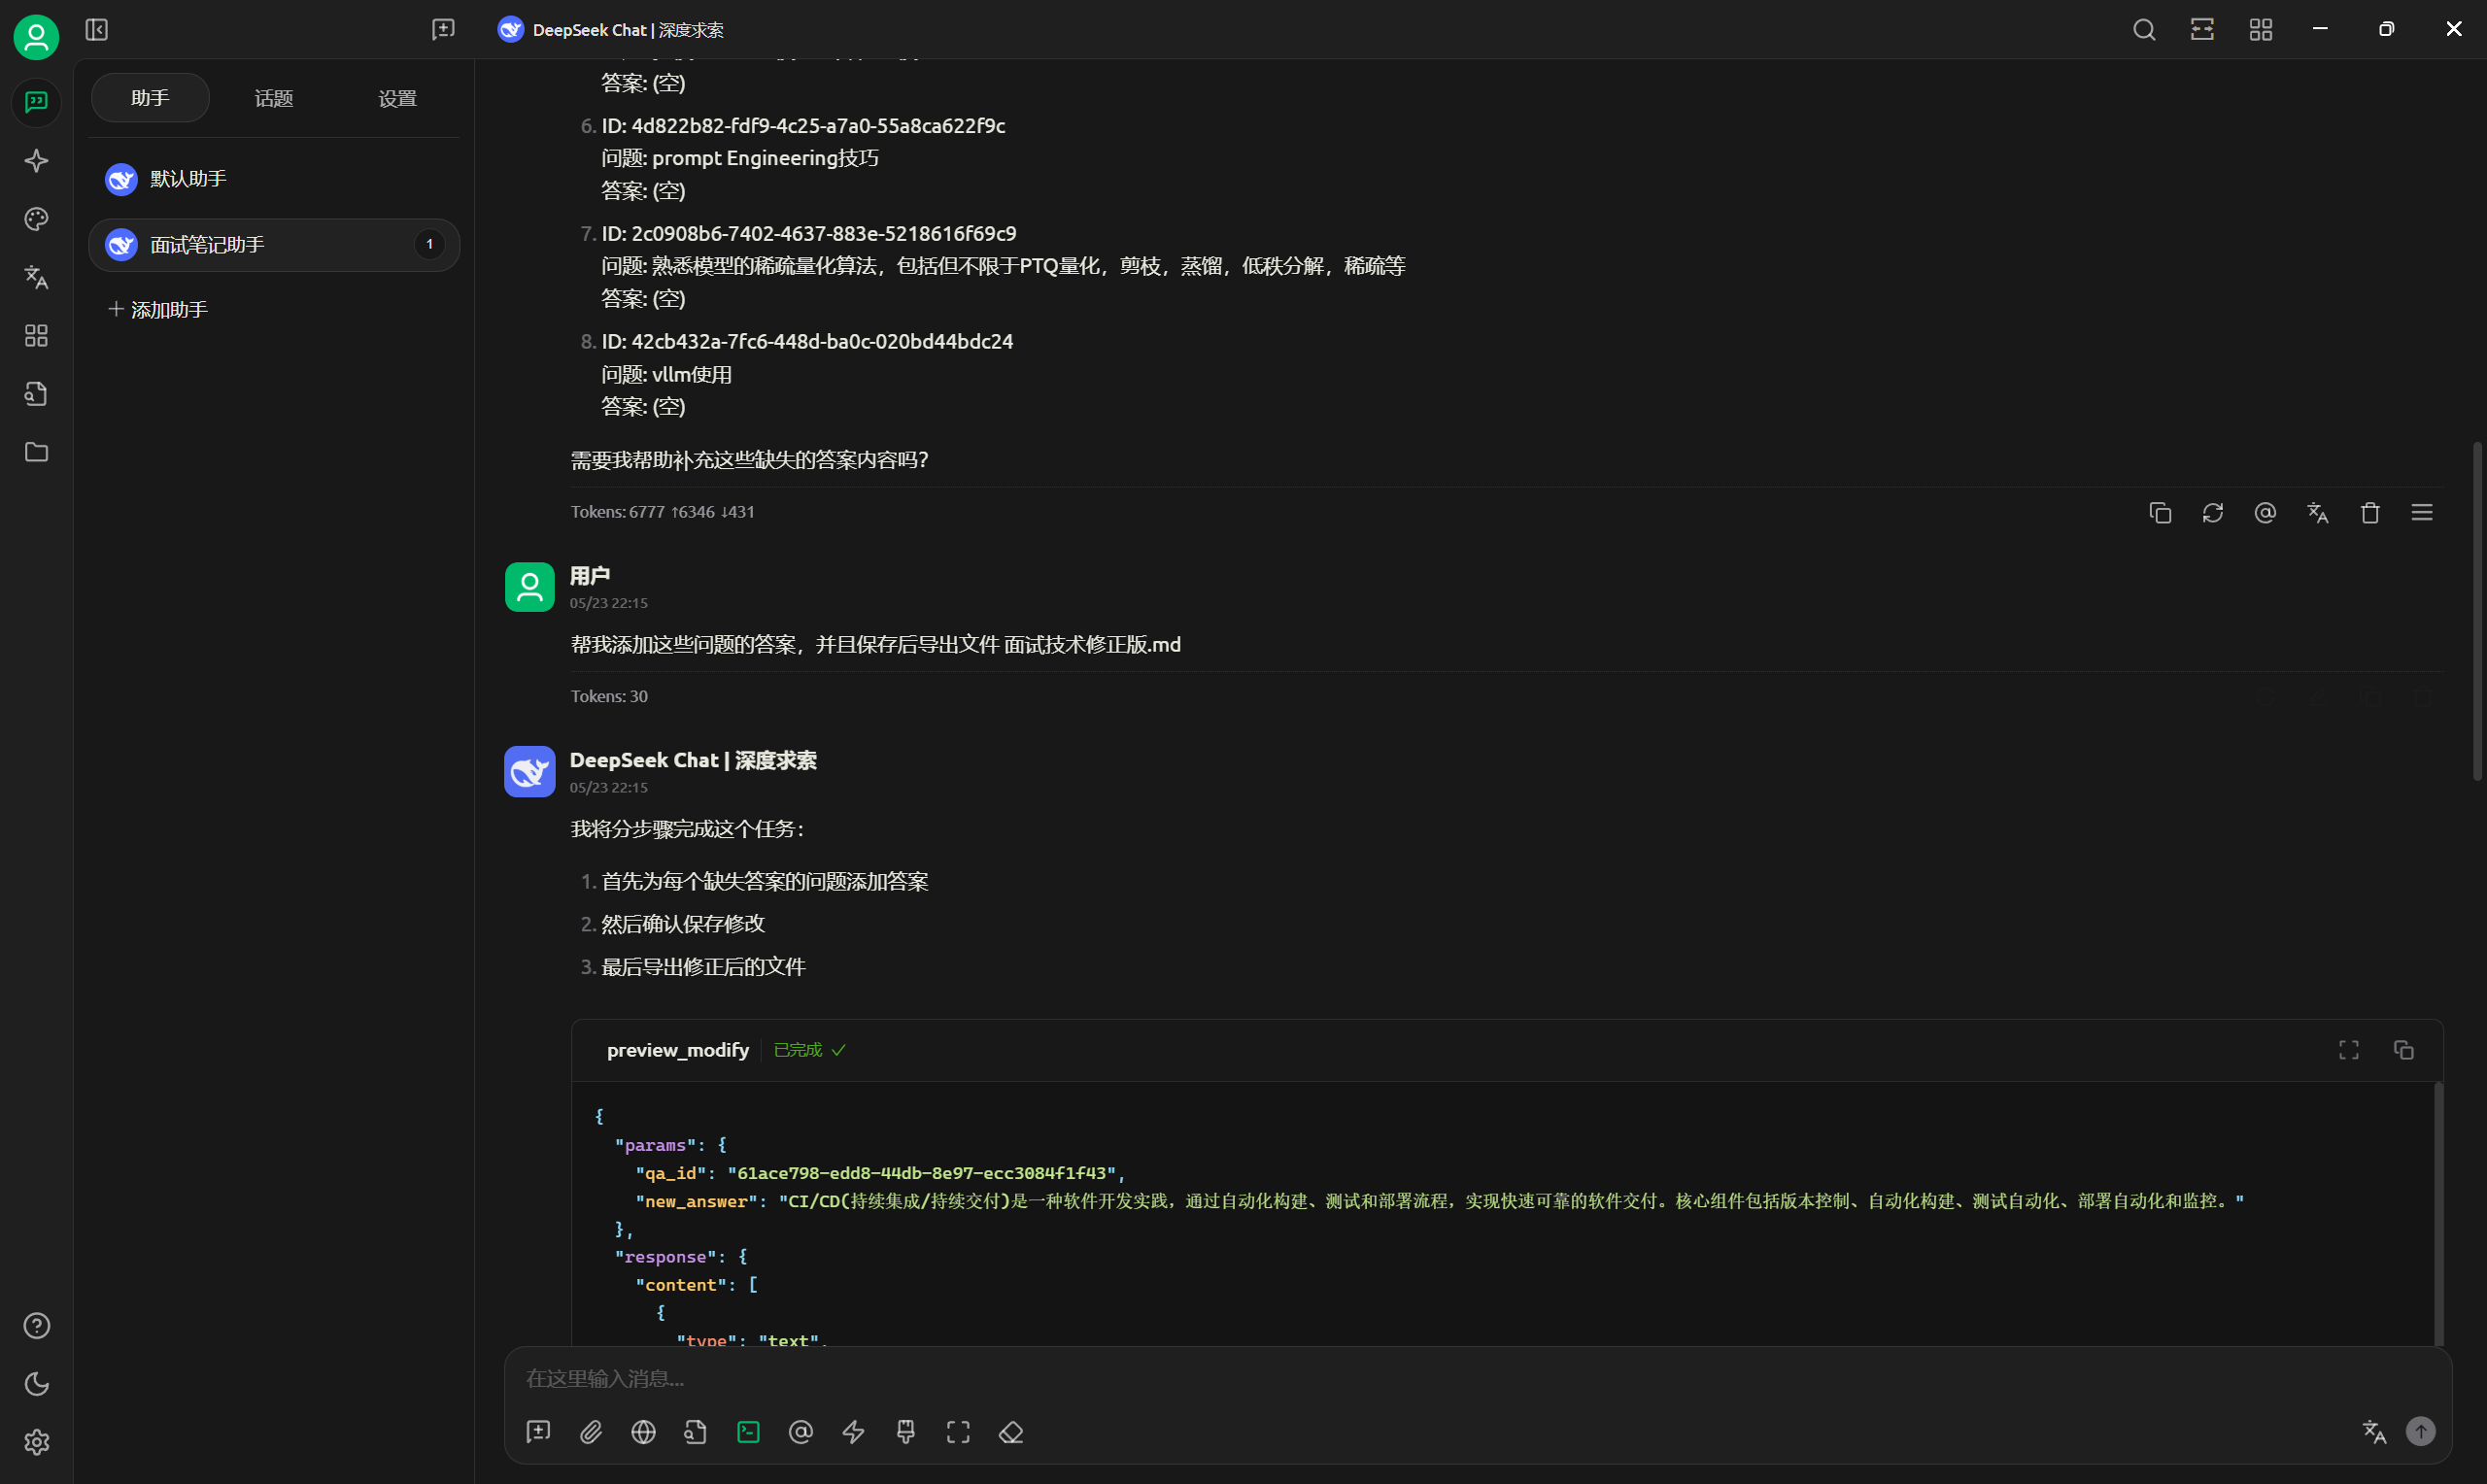 DeepSeek Chat | 深度求索
助手
话题
设置
默认助手
面试笔记助手
1
添加助手
答案: (空)
6. ID: 4d822b82-fdf9-4c25-a7a0-55a8ca622f9c
问题: prompt Engineering技巧
答案: (空)
7. ID: 2c0908b6-7402-4637-883e-5218616f69c9
问题: 熟悉模型的稀疏量化算法，包括但不限于PTQ量化，剪枝，蒸馏，低秩分解，稀疏等
答案: (空)
8. ID: 42cb432a-7fc6-448d-ba0c-020bd44bdc24
问题: vllm使用
答案: (空)
需要我帮助补充这些缺失的答案内容吗?
Tokens: 6777 ↑6346 ↓431
用户
05/23 22:15
帮我添加这些问题的答案，并且保存后导出文件 面试技术修正版.md
Tokens: 30
DeepSeek Chat | 深度求索
05/23 22:15
我将分步骤完成这个任务：
1. 首先为每个缺失答案的问题添加答案
2. 然后确认保存修改
3. 最后导出修正后的文件
preview_modify
已完成
{
"params": {
"qa_id": "61ace798-edd8-44db-8e97-ecc3084f1f43",
"new_answer": "CI/CD(持续集成/持续交付)是一种软件开发实践，通过自动化构建、测试和部署流程，实现快速可靠的软件交付。核心组件包括版本控制、自动化构建、测试自动化、部署自动化和监控。"
},
"response": {
"content": [
{
"type": "text",
在这里输入消息...